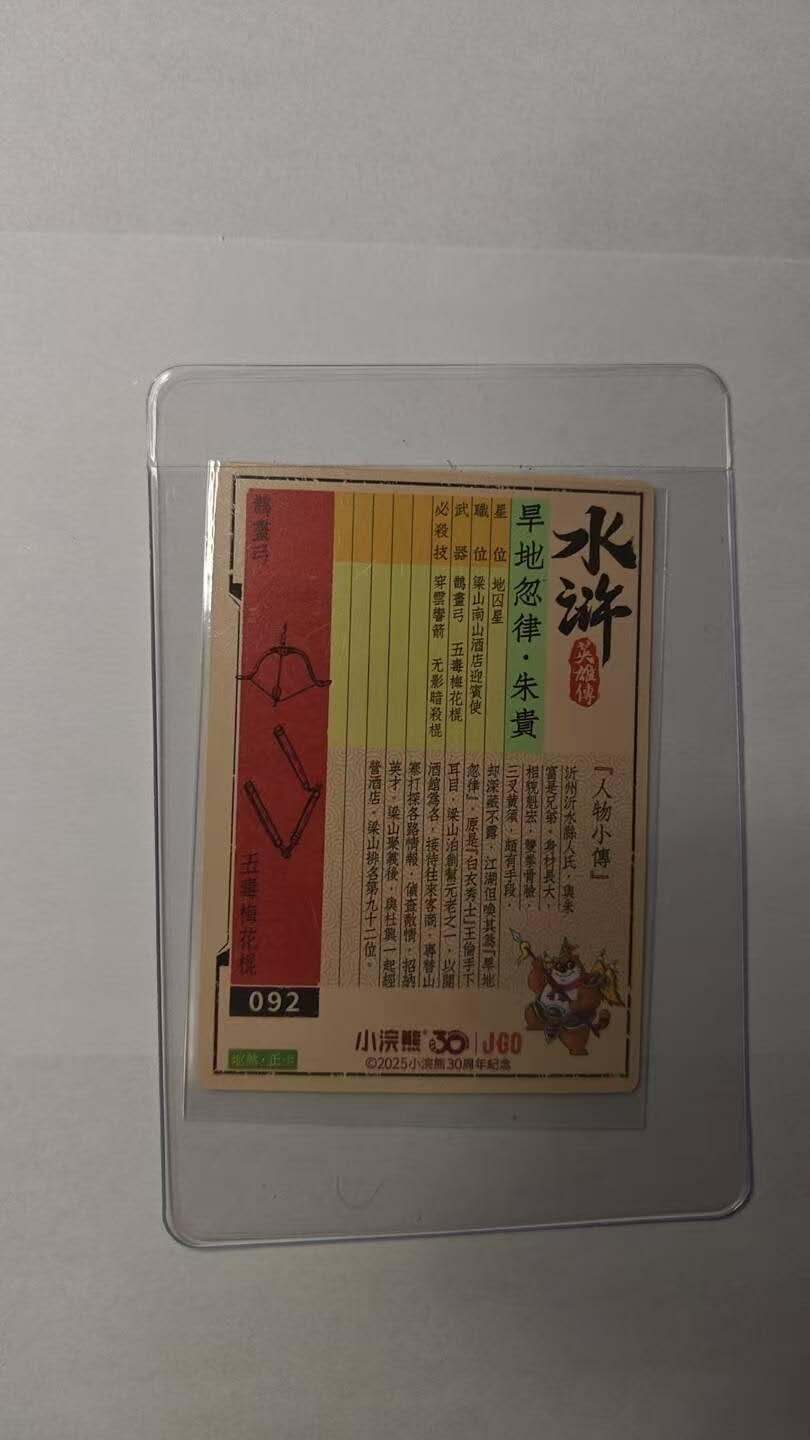 水滸
英雄傳
旱地忽律·朱貴
星位 地囚星
職位 梁山南山酒店迎賓使
武器 鵲畫弓 五毒梅花棍
必殺技 穿雲響箭 无影暗殺棍
『人物小傳』
沂州沂水縣人氏，與朱
富是兄弟。身材長大，
相貌魁宏，雙拳骨臉，
三叉黃須，頗有手段，
却深藏不露，江湖但喚其爲『旱地
忽律』，原是『白衣秀士』王倫手下
耳目，梁山泊創幫元老之一，以開
酒館爲名，接待往來客商，專替山
寨打探各路情報，偵查敵情，招納
英才。梁山聚義後，與杜興一起經
營酒店。梁山排名第九十二位。
鵲畫弓
五毒梅花棍
092
地煞·正卡
小浣熊® 30 | J-GO
©2025小浣熊30周年紀念